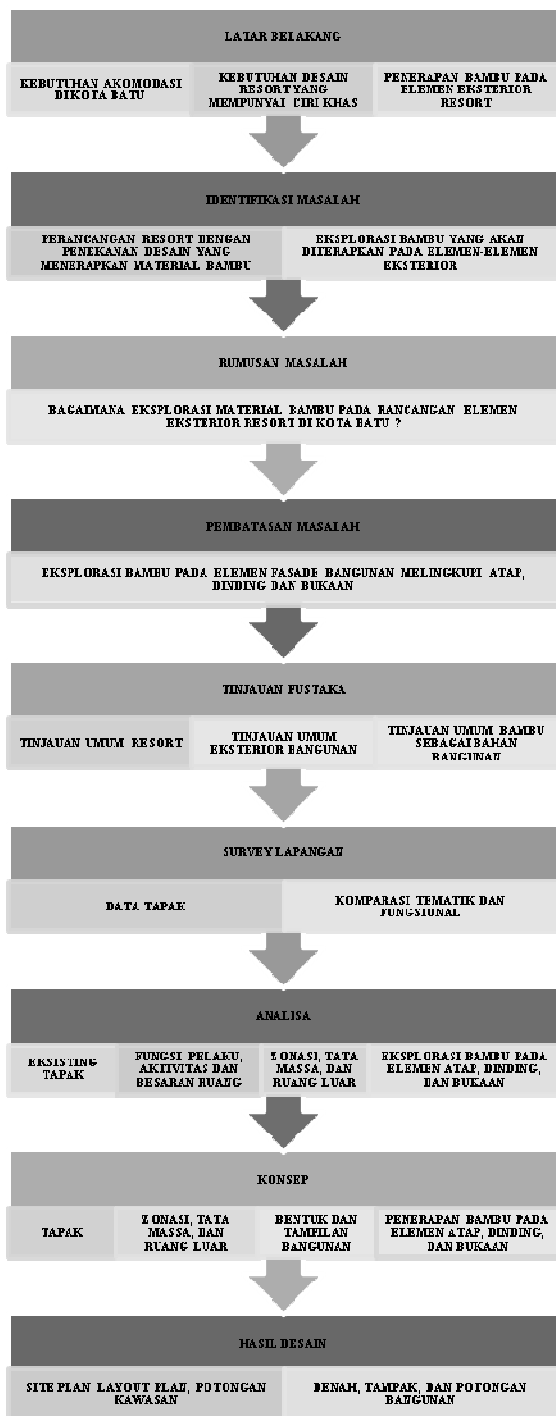 LATAR BELAKANG
KEBUTUHAN AKOMODASI
DI KOTA BATU
KEBUTUHAN DESAIN
RESORT YANG
MEMPUNYAI CIRI KHAS
PENERAPAN BAMBU PADA
ELEMEN EKSTERIOR
RESORT
IDENTIFIKASI MASALAH
PERANCANGAN RESORT DENGAN
PENEKANAN DESAIN YANG
MENERAPKAN MATERIAL BAMBU
EKSPLORASI BAMBU YANG AKAN
DITERAPKAN PADA ELEMEN-ELEMEN
EKSTERIOR
RUMUSAN MASALAH
BAGAIMANA EKSPLORASI MATERIAL BAMBU PADA RANCANGAN ELEMEN
EKSTERIOR RESORT DI KOTA BATU ?
PEMBATASAN MASALAH
EKSPLORASI BAMBU PADA ELEMEN FASADE BANGUNAN MELINGKUPI ATAP,
DINDING DAN BUKAAN
TINJAUAN PUSTAKA
TINJAUAN UMUM RESORT
TINJAUAN UMUM
EKSTERIOR BANGUNAN
TINJAUAN UMUM BAMBU
SEBAGAI BAHAN
BANGUNAN
SURVEY LAPANGAN
DATA TAPAK
KOMPARASI TEMATIK DAN
FUNGSIONAL
ANALISA
EKSISTING
TAPAK
FUNGSI PELAKU,
AKTIVITAS DAN
BESARAN RUANG
ZONASI, TATA
MASSA, DAN
RUANG LUAR
EKSPLORASI BAMBU PADA
ELEMEN ATAP, DINDING,
DAN BUKAAN
KONSEP
TAPAK
ZONASI, TATA
MASSA, DAN
RUANG LUAR
BENTUK DAN
TAMPILAN
BANGUNAN
PENERAPAN BAMBU PADA
ELEMEN ATAP, DINDING,
DAN BUKAAN
HASIL DESAIN
SITE PLAN LAYOUT PLAN, POTONGAN
KAWASAN
DENAH, TAMPAK, DAN POTONGAN
BANGUNAN